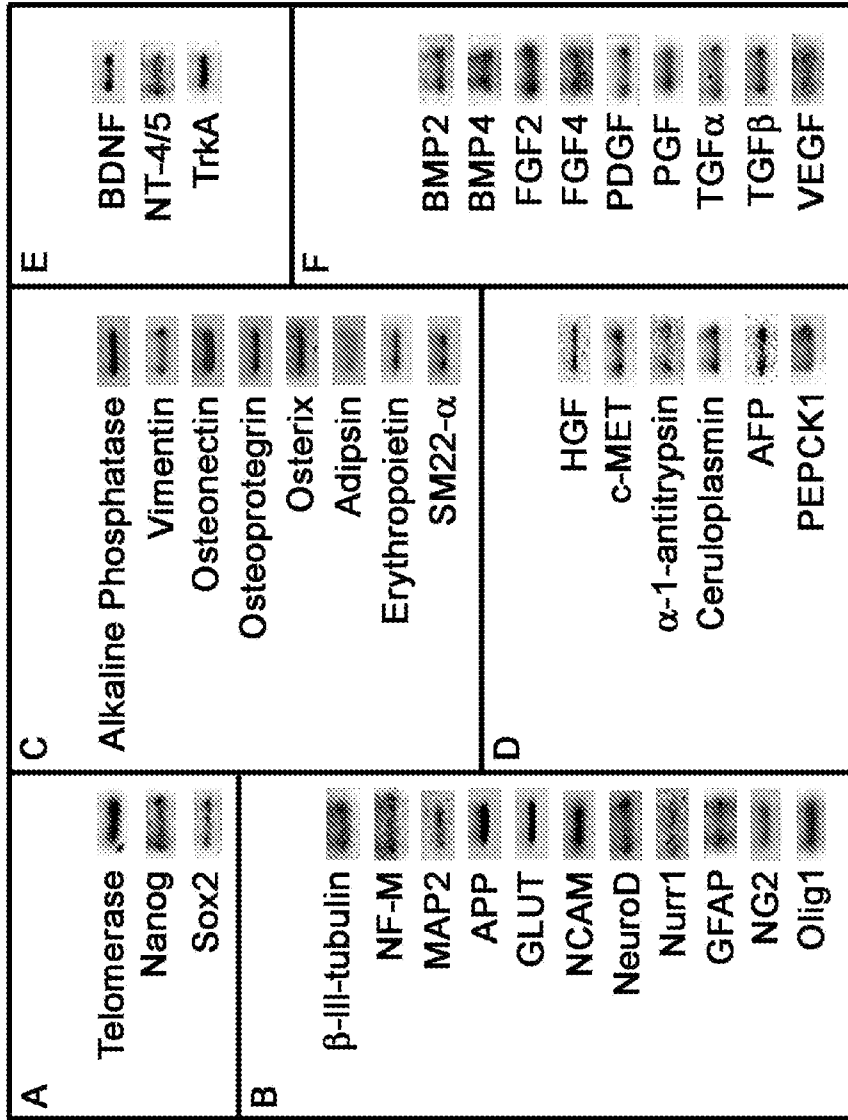 A
Telomerase
Nanog
Sox2
B
β-III-tubulin
NF-M
MAP2
APP
GLUT
NCAM
NeuroD
Nurr1
GFAP
NG2
Olig1
C
Alkaline Phosphatase
Vimentin
Osteonectin
Osteoprotegrin
Osterix
Adipsin
Erythropoietin
SM22-α
D
HGF
c-MET
α-1-antitrypsin
Ceruloplasmin
AFP
PEPCK1
E
BDNF
NT-4/5
TrkA
F
BMP2
BMP4
FGF2
FGF4
PDGF
PGF
TGFα
TGFβ
VEGF